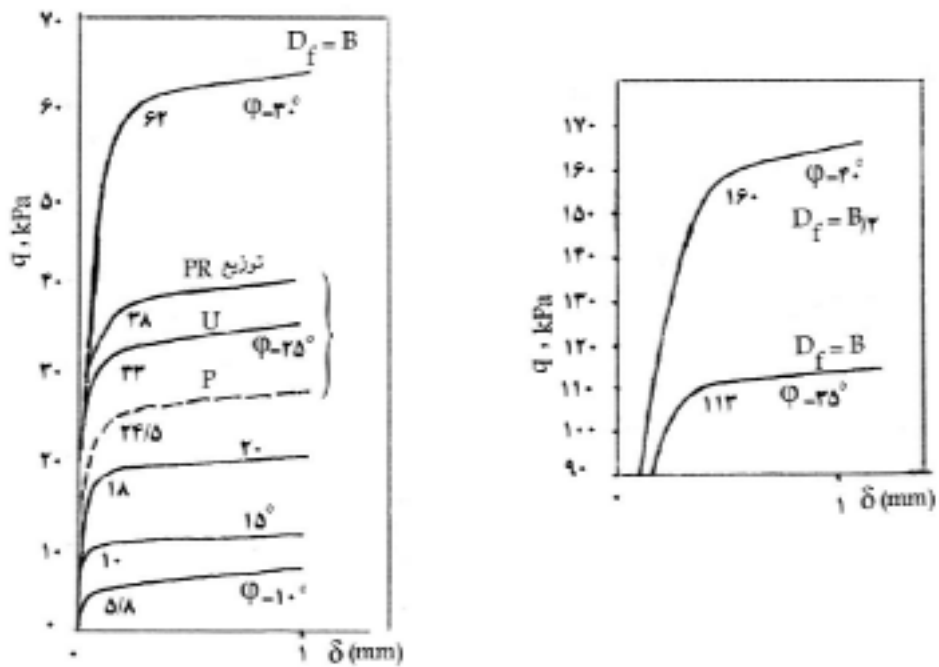 ۷۰
D_f = B
۶۰
۶۲
φ=۳۰°
۵۰
q , kPa
۴۰
توزیع PR
۳۸
U
φ=۲۵°
۳۰
۳۳
P
۲۴/۵
۲۰
۲۰
۱۸
۱۵°
۱۰
۱۰
φ=۱۰°
۵/۸
۰
۱
δ (mm)
۱۷۰
۱۶۰
φ=۴۰°
۱۶۰
۱۵۰
D_f = B/۲
۱۴۰
۱۳۰
q , kPa
۱۲۰
D_f = B
۱۱۰
۱۱۳
φ=۳۵°
۱۰۰
۹۰
۰
۱
δ (mm)